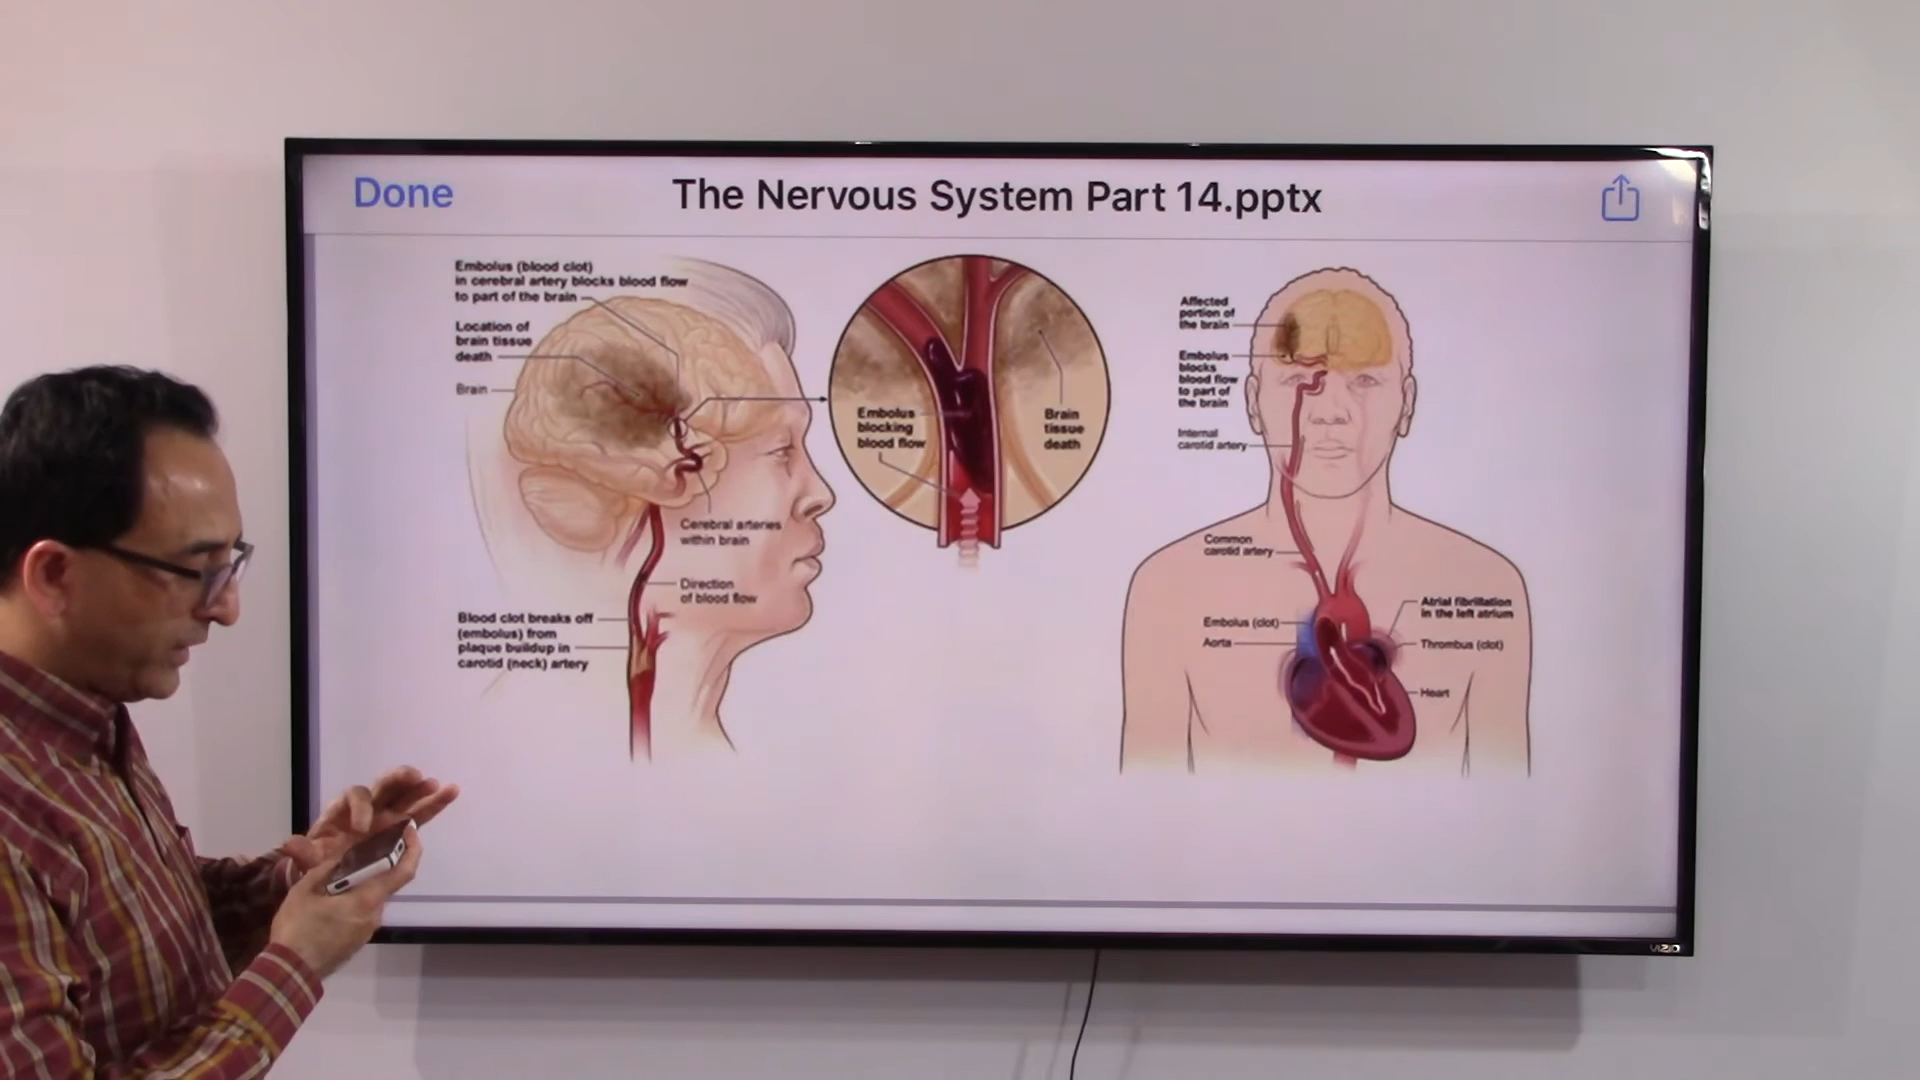 Done
The Nervous System Part 14.pptx
Embolus (blood clot)
in cerebral artery blocks blood flow
to part of the brain
Location of
brain tissue
death
Brain
Cerebral arteries
within brain
Direction
of blood flow
Blood clot breaks off
(embolus) from
plaque buildup in
carotid (neck) artery
Embolus
blocking
blood flow
Brain
tissue
death
Affected
portion of
the brain
Embolus
blocks
blood flow
to part of
the brain
Internal
carotid artery
Common
carotid artery
Embolus (clot)
Aorta
Atrial fibrillation
in the left atrium
Thrombus (clot)
Heart
VIZIO